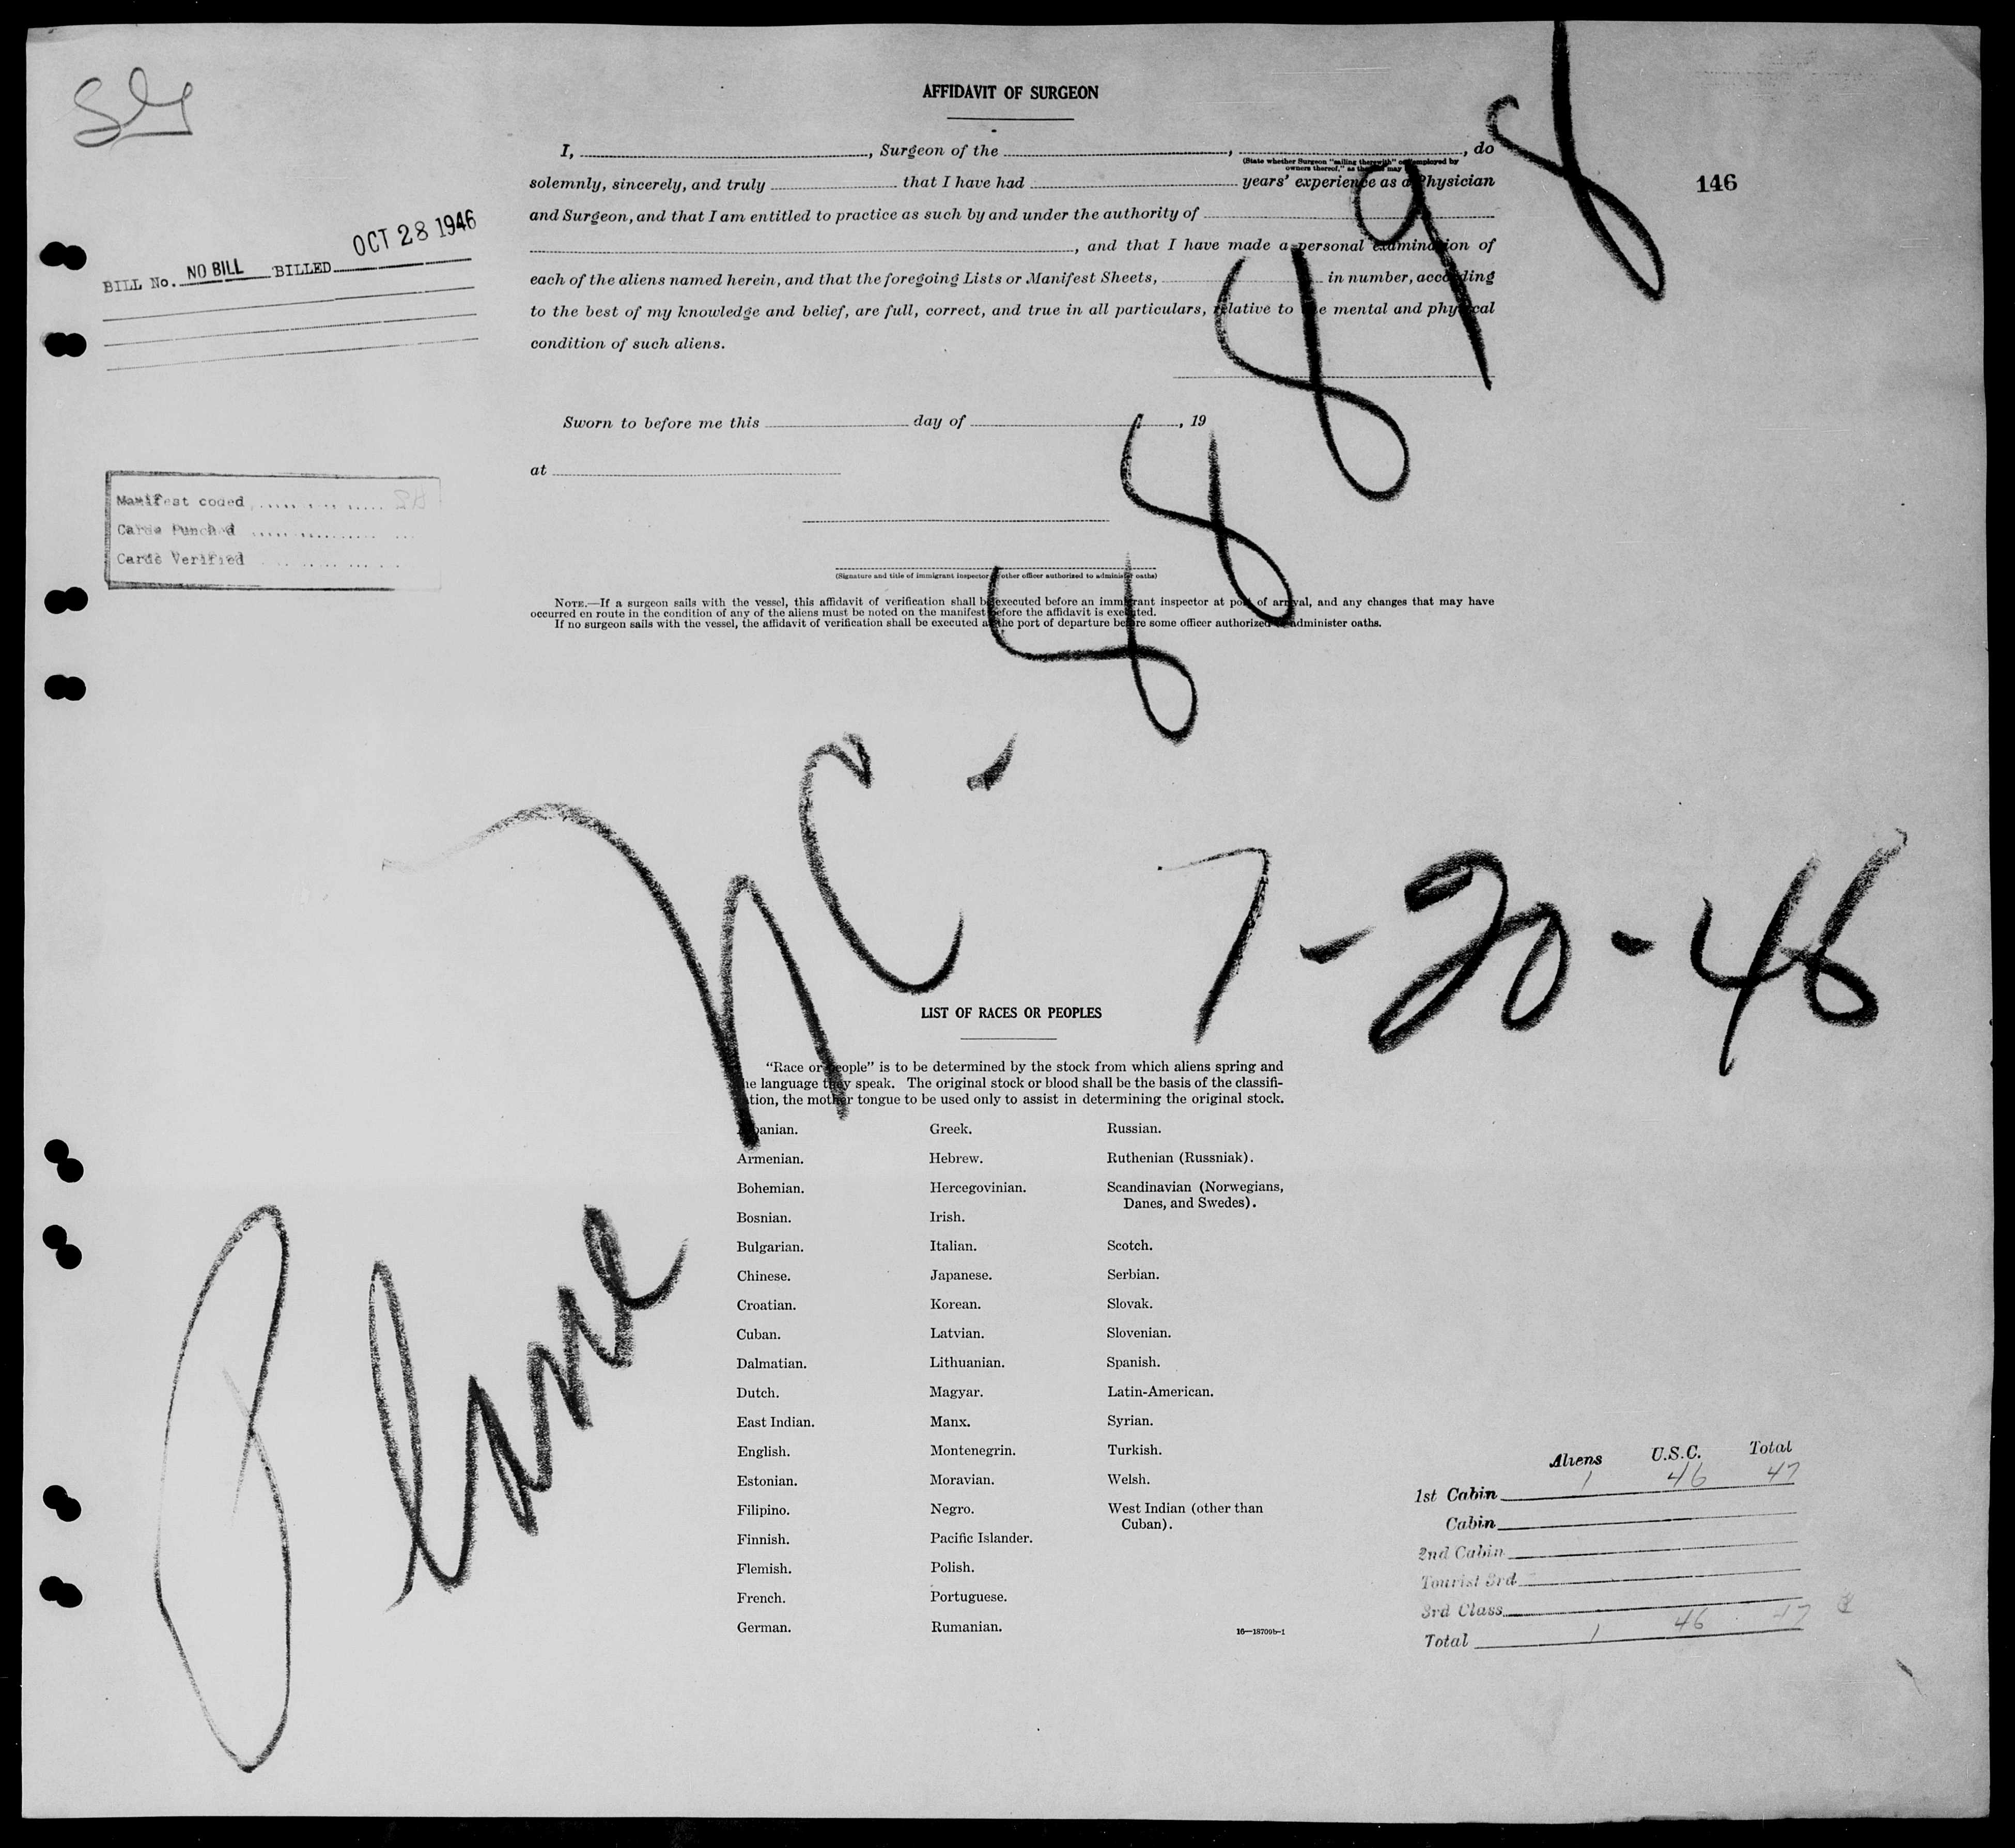 SG
AFFIDAVIT OF SURGEON
I, , Surgeon of the , , do
(State whether Surgeon "sailing therewith" or employed by owners thereof," as the may
solemnly, sincerely, and truly that I have had years' experience as a Physician
146
and Surgeon, and that I am entitled to practice as such by and under the authority of
, and that I have made a personal examination of
each of the aliens named herein, and that the foregoing Lists or Manifest Sheets, in number, according
to the best of my knowledge and belief, are full, correct, and true in all particulars, relative to the mental and physical
condition of such aliens.
BILL No. NO BILL BILLED OCT 28 1946
Sworn to before me this day of , 19
at
Manifest coded
Cards Punched
Cards Verified
(Signature and title of immigrant inspector or other officer authorized to administer oaths)
NOTE.—If a surgeon sails with the vessel, this affidavit of verification shall be executed before an immigrant inspector at port of arrival, and any changes that may have
occurred en route in the condition of any of the aliens must be noted on the manifest before the affidavit is executed.
If no surgeon sails with the vessel, the affidavit of verification shall be executed at the port of departure before some officer authorized to administer oaths.
NC - 88898
7-20-46
Plane
LIST OF RACES OR PEOPLES
"Race or people" is to be determined by the stock from which aliens spring and
the language they speak. The original stock or blood shall be the basis of the classifi-
cation, the mother tongue to be used only to assist in determining the original stock.
Albanian.
Armenian.
Bohemian.
Bosnian.
Bulgarian.
Chinese.
Croatian.
Cuban.
Dalmatian.
Dutch.
East Indian.
English.
Estonian.
Filipino.
Finnish.
Flemish.
French.
German.
Greek.
Hebrew.
Hercegovinian.
Irish.
Italian.
Japanese.
Korean.
Latvian.
Lithuanian.
Magyar.
Manx.
Montenegrin.
Moravian.
Negro.
Pacific Islander.
Polish.
Portuguese.
Rumanian.
Russian.
Ruthenian (Russniak).
Scandinavian (Norwegians,
Danes, and Swedes).
Scotch.
Serbian.
Slovak.
Slovenian.
Spanish.
Latin-American.
Syrian.
Turkish.
Welsh.
West Indian (other than
Cuban).
16—18709b-1
Aliens U.S.C. Total
1st Cabin 1 46 47
Cabin
2nd Cabin
Tourist 3rd
3rd Class
Total 1 46 47